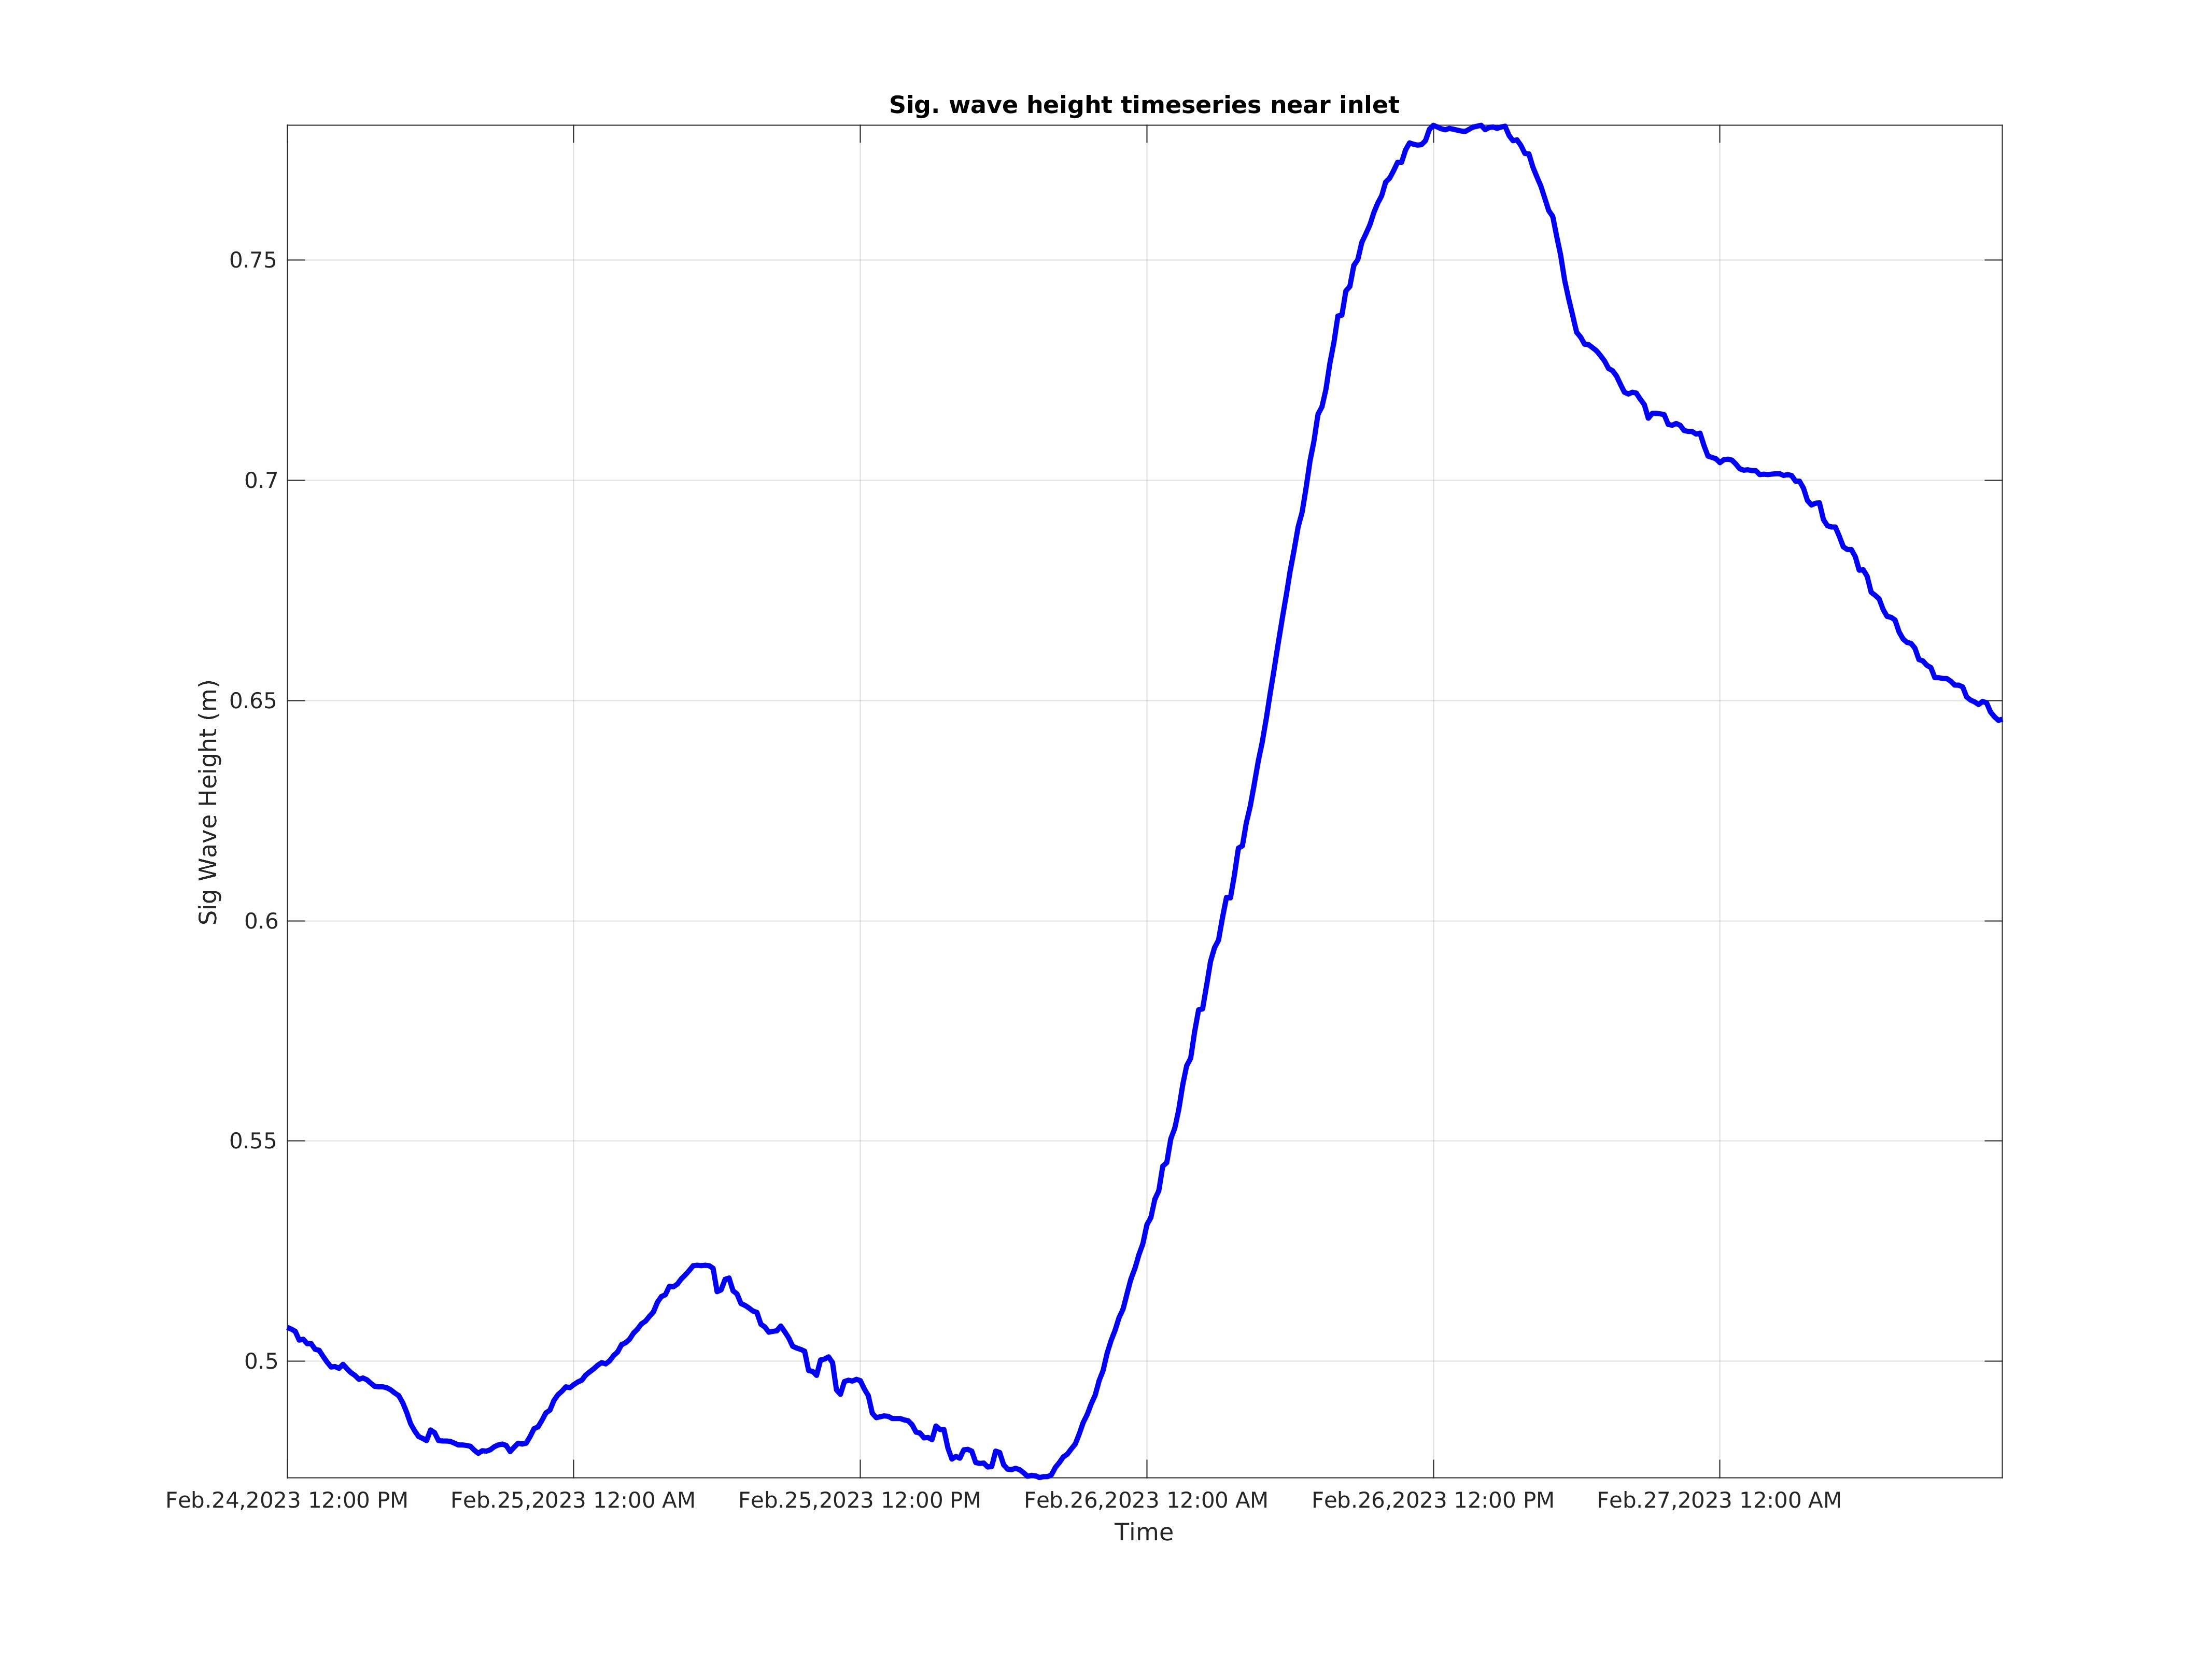 Sig. wave height timeseries near inlet
0.75
0.7
0.65
0.6
0.55
0.5
Sig Wave Height (m)
Feb.24,2023 12:00 PM Feb.25,2023 12:00 AM Feb.25,2023 12:00 PM Feb.26,2023 12:00 AM Feb.26,2023 12:00 PM Feb.27,2023 12:00 AM
Time